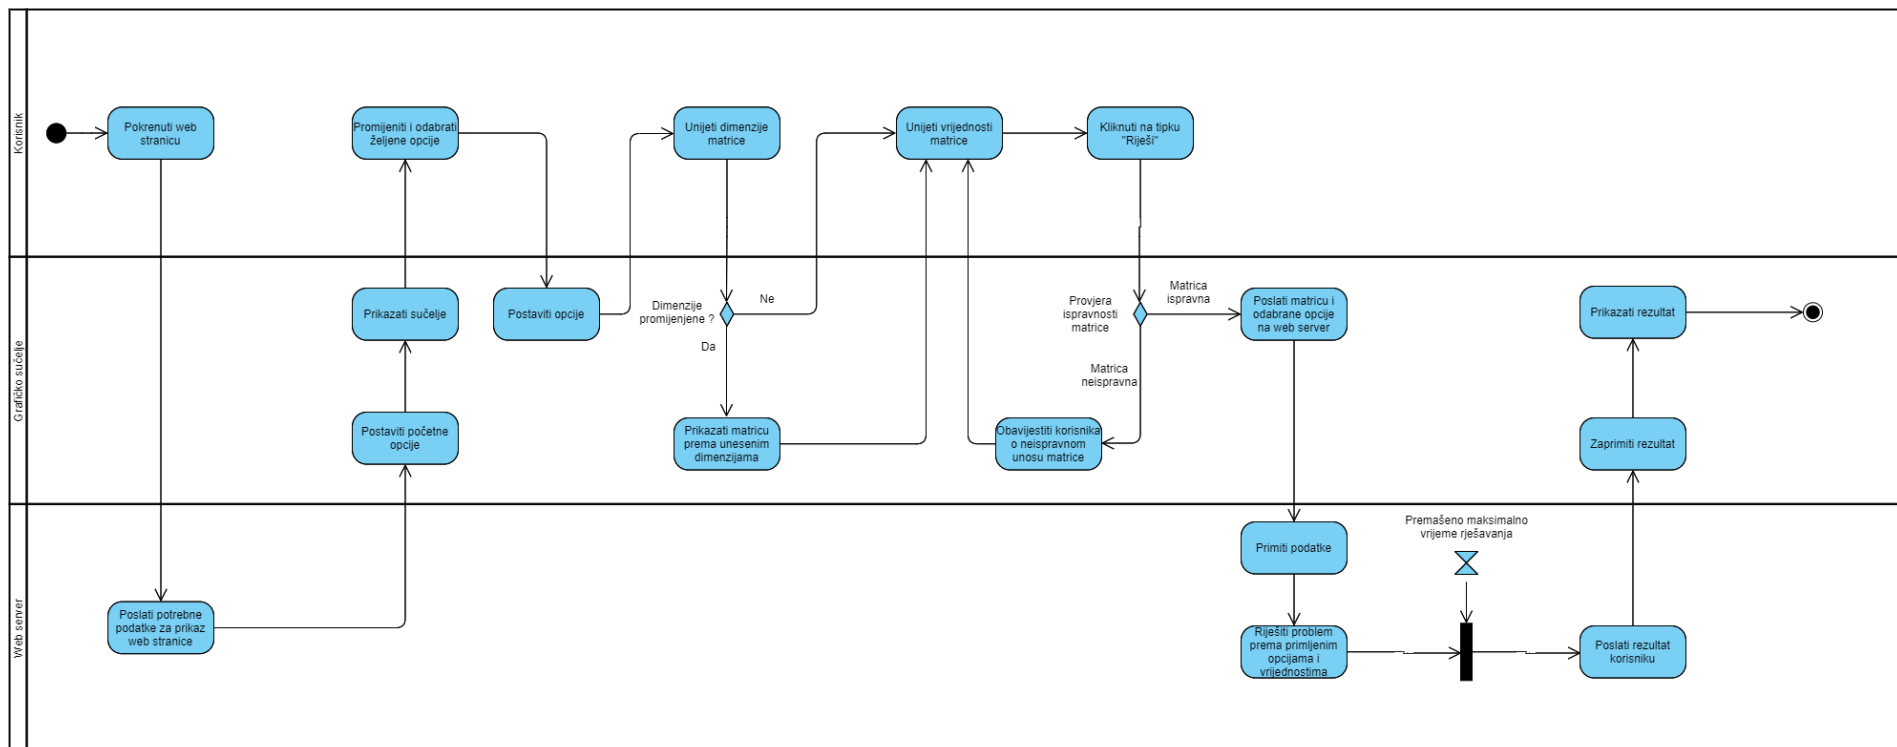 Korisnik
Pokrenuti web
stranicu
Promijeniti i odabrati
željene opcije
Unijeti dimenzije
matrice
Unijeti vrijednosti
matrice
Kliknuti na tipku
"Riješi"
Grafičko sučelje
Prikazati sučelje
Postaviti opcije
Dimenzije
promijenjene ?
Ne
Da
Provjera
ispravnosti
matrice
Matrica
ispravna
Matrica
neispravna
Poslati matricu i
odabrane opcije
na web server
Prikazati rezultat
Postaviti početne
opcije
Prikazati matricu
prema unesenim
dimenzijama
Obavijestiti korisnika
o neispravnom
unosu matrice
Zaprimiti rezultat
Web server
Poslati potrebne
podatke za prikaz
web stranice
Primiti podatke
Premašeno maksimalno
vrijeme rješavanja
Riješiti problem
prema primljenim
opcijama i
vrijednostima
Poslati rezultat
korisniku